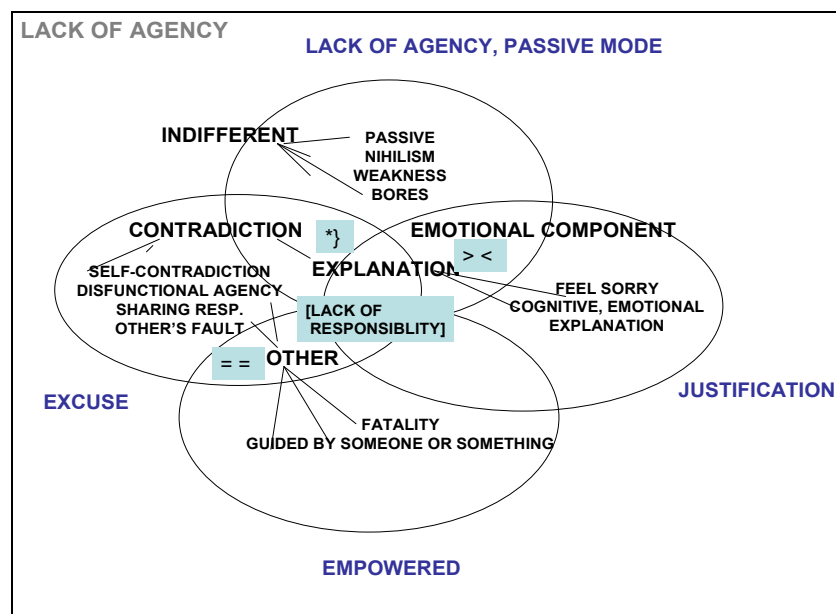 LACK OF AGENCY
LACK OF AGENCY, PASSIVE MODE
INDIFFERENT
PASSIVE
NIHILISM
WEAKNESS
BORES
CONTRADICTION
*}
EMOTIONAL COMPONENT
> <
EXPLANATION
SELF-CONTRADICTION
DISFUNCTIONAL AGENCY
SHARING RESP.
OTHER'S FAULT
FEEL SORRY
COGNITIVE, EMOTIONAL
EXPLANATION
[LACK OF
RESPONSIBLITY]
= =
OTHER
EXCUSE
JUSTIFICATION
FATALITY
GUIDED BY SOMEONE OR SOMETHING
EMPOWERED